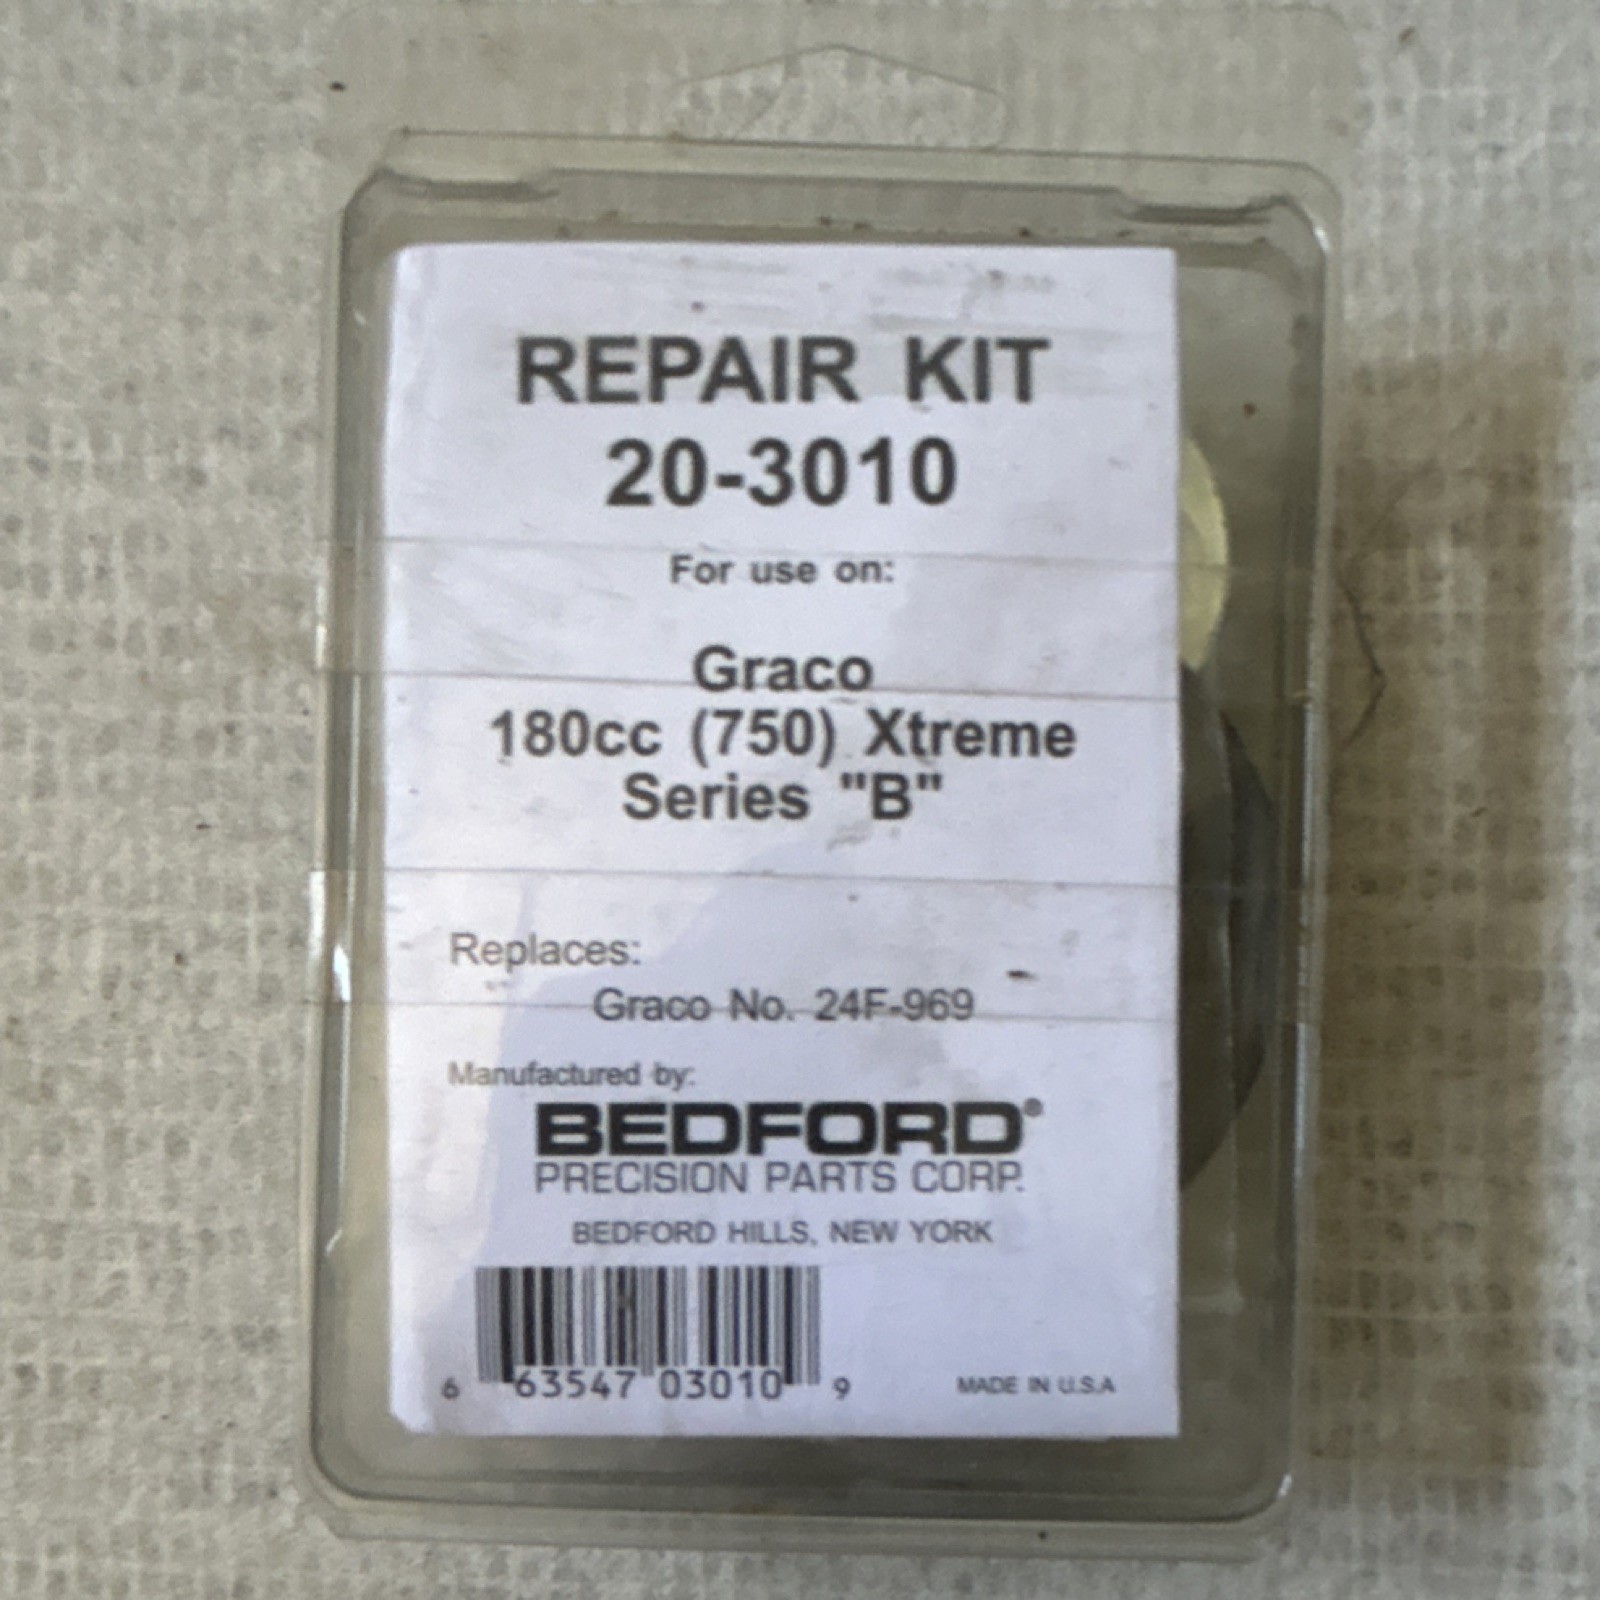 REPAIR KIT
20-3010
For use on:
Graco
180cc (750) Xtreme
Series "B"
Replaces:
Graco No. 24F-969
Manufactured by:
BEDFORD®
PRECISION PARTS CORP.
BEDFORD HILLS, NEW YORK
6 63547 03010 9
MADE IN U.S.A